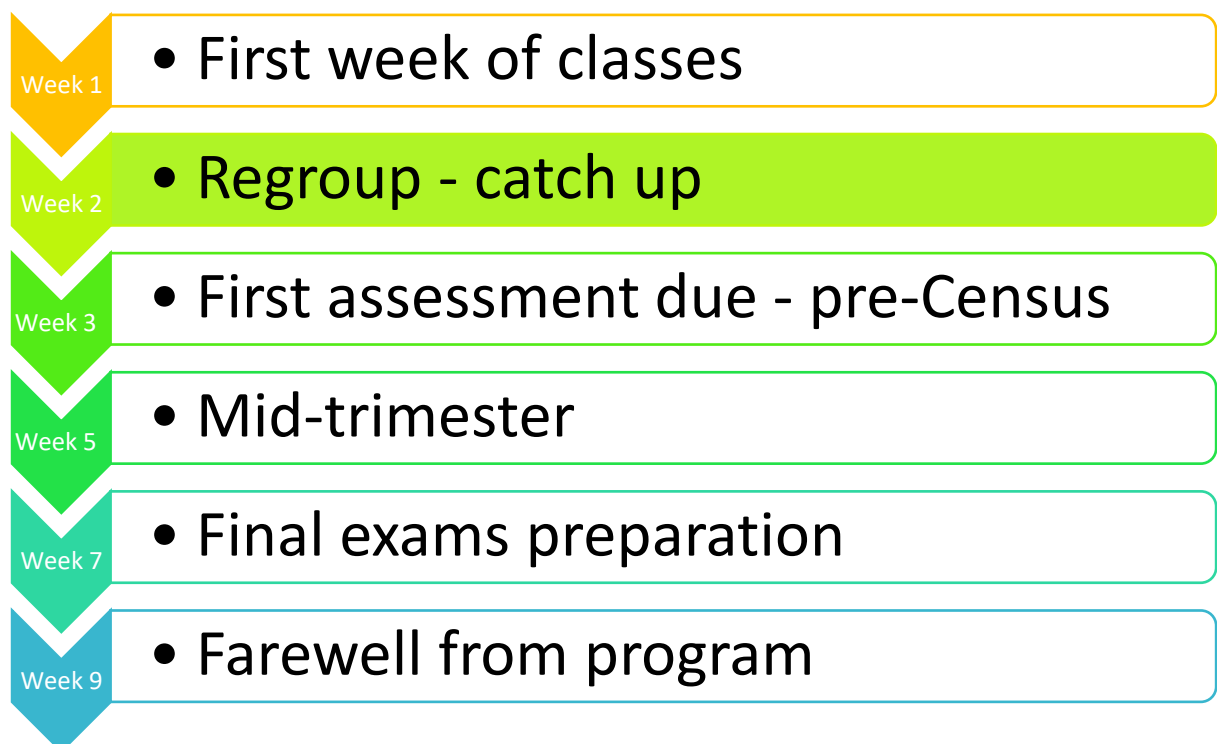 Week 1
• First week of classes
Week 2
• Regroup - catch up
Week 3
• First assessment due - pre-Census
Week 5
• Mid-trimester
Week 7
• Final exams preparation
Week 9
• Farewell from program